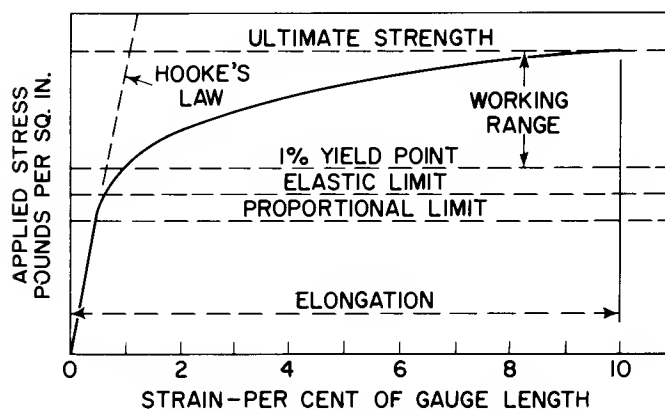 ULTIMATE STRENGTH
HOOKE'S
LAW
WORKING
RANGE
1% YIELD POINT
ELASTIC LIMIT
PROPORTIONAL LIMIT
ELONGATION
APPLIED STRESS
POUNDS PER SQ. IN.
0 2 4 6 8 10
STRAIN-PER CENT OF GAUGE LENGTH